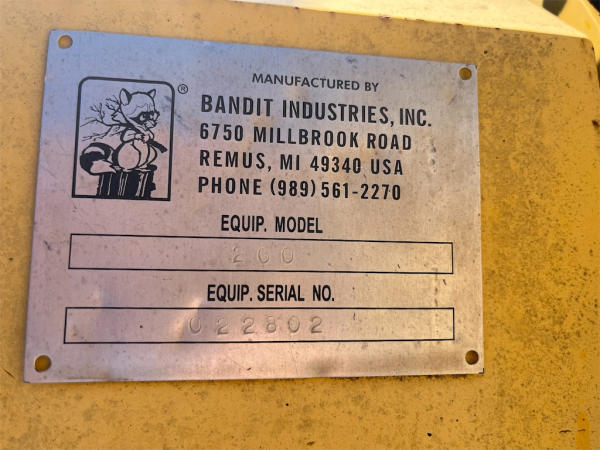 ®
MANUFACTURED BY
BANDIT INDUSTRIES, INC.
6750 MILLBROOK ROAD
REMUS, MI 49340 USA
PHONE (989) 561-2270
EQUIP. MODEL
200
EQUIP. SERIAL NO.
022802